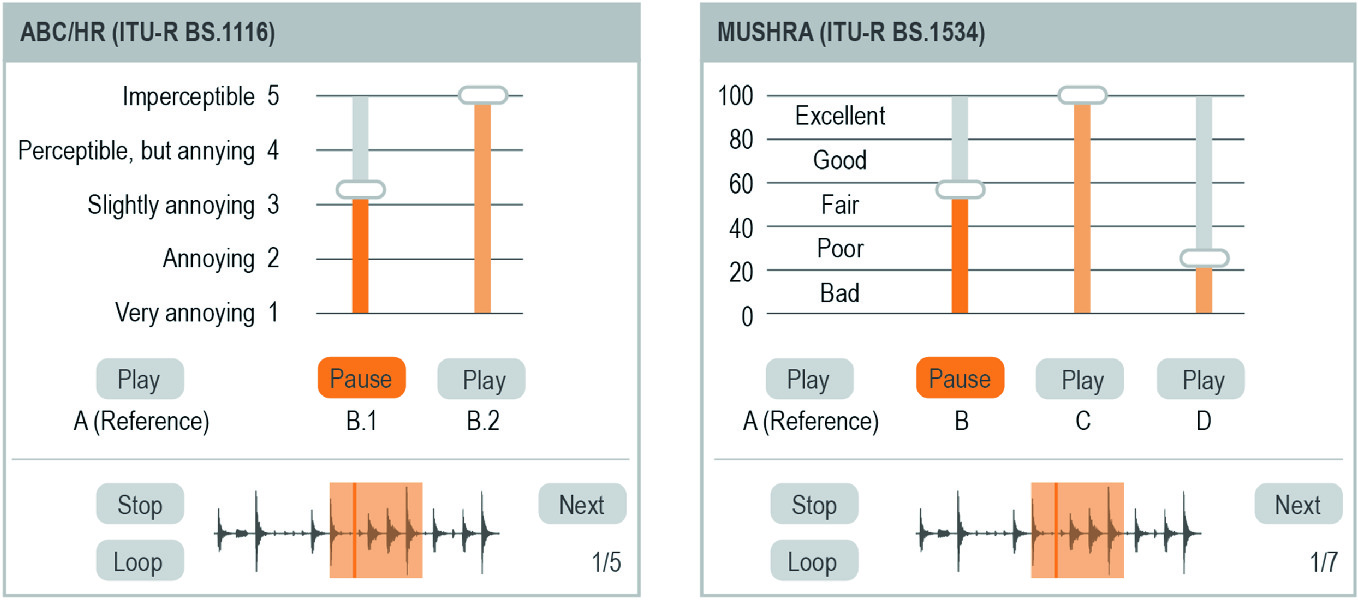 ABC/HR (ITU-R BS.1116)
Imperceptible 5
Perceptible, but annying 4
Slightly annoying 3
Annoying 2
Very annoying 1
Play Pause Play
A (Reference) B.1 B.2
Stop Next
Loop 1/5
MUSHRA (ITU-R BS.1534)
100
Excellent
80
Good
60
Fair
40
Poor
20
Bad
0
Play Pause Play Play
A (Reference) B C D
Stop Next
Loop 1/7